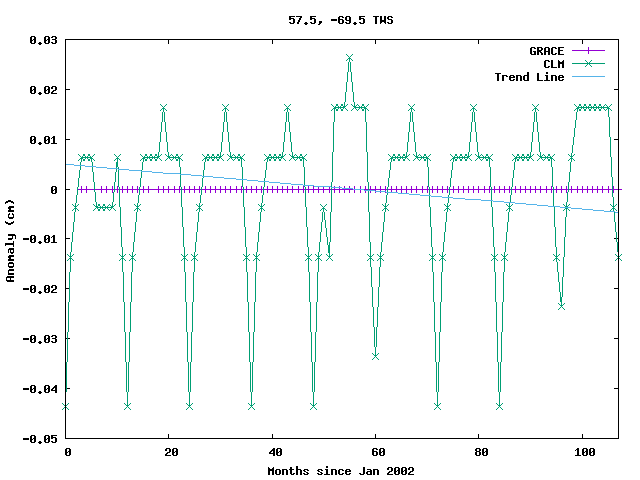 57.5, -69.5 TWS
GRACE
CLM
Trend Line
0.03
0.02
0.01
0
-0.01
-0.02
-0.03
-0.04
-0.05
Anomaly (cm)
0 20 40 60 80 100
Months since Jan 2002